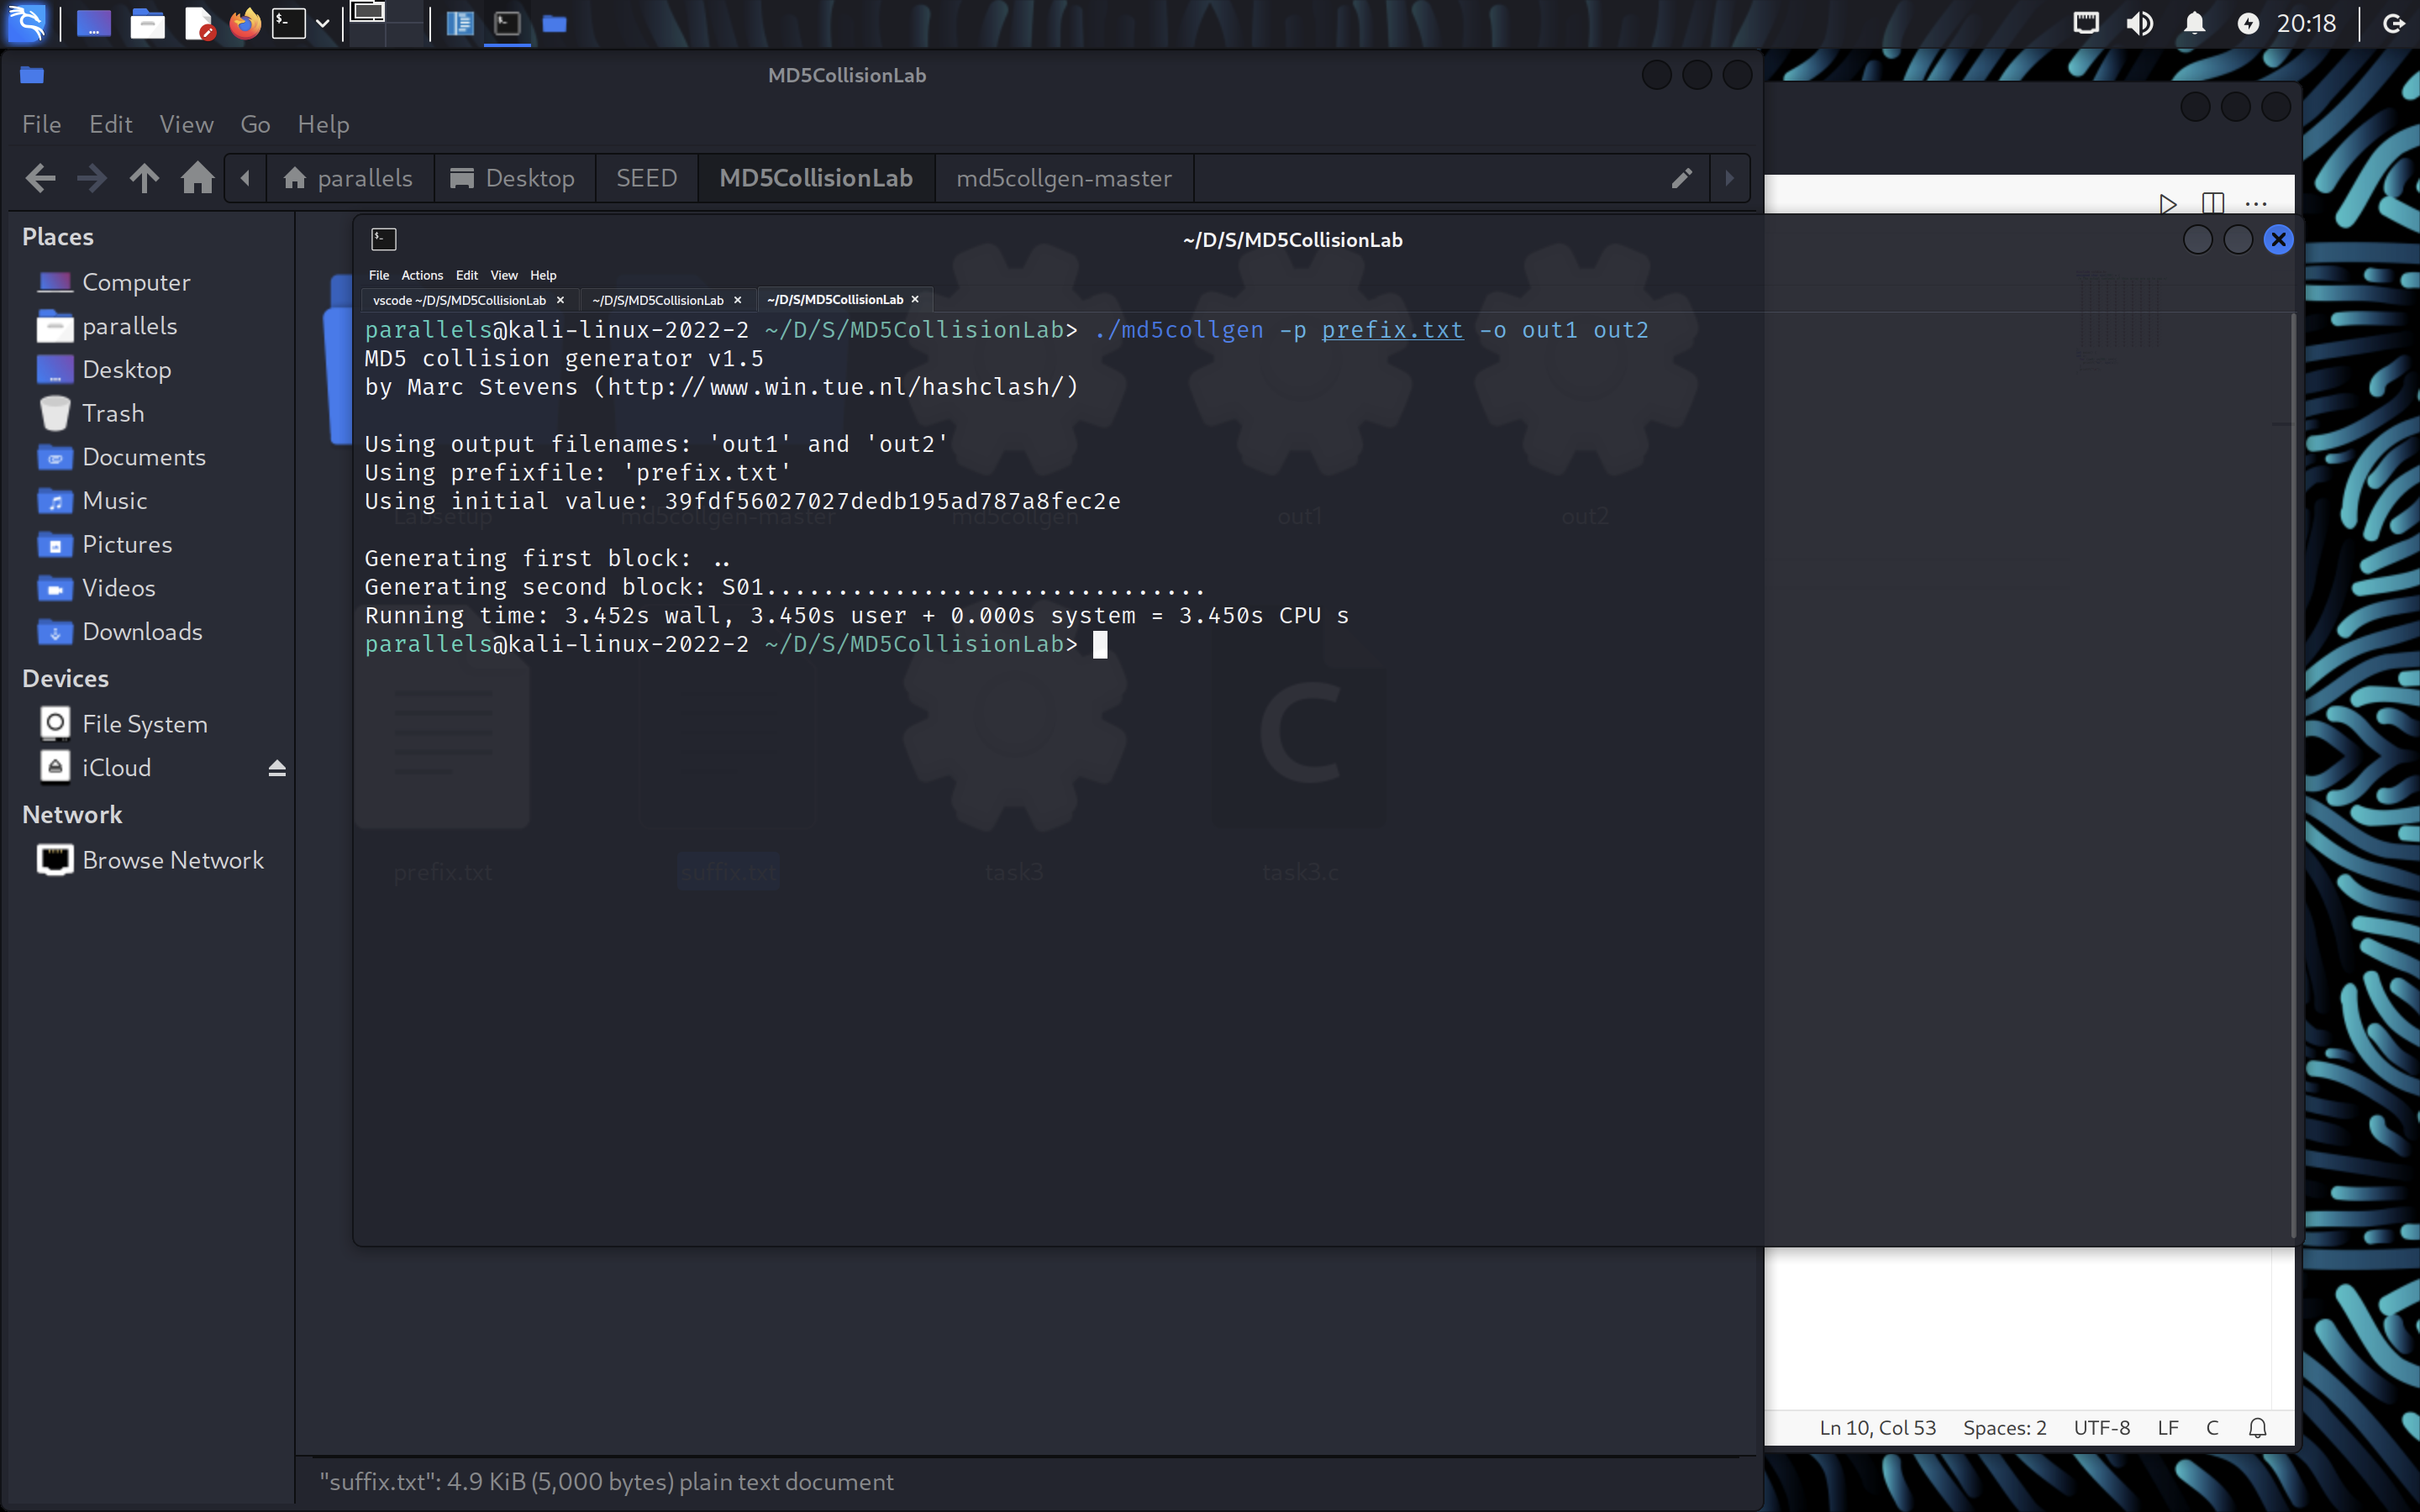 20:18
MD5CollisionLab
File Edit View Go Help
parallels Desktop SEED MD5CollisionLab md5collgen-master
Places
Computer
parallels
Desktop
Trash
Documents
Music
Pictures
Videos
Downloads
Devices
File System
iCloud
Network
Browse Network
~/D/S/MD5CollisionLab
File Actions Edit View Help
vscode ~/D/S/MD5CollisionLab × ~/D/S/MD5CollisionLab × ~/D/S/MD5CollisionLab ×
parallels@kali-linux-2022-2 ~/D/S/MD5CollisionLab> ./md5collgen -p prefix.txt -o out1 out2
MD5 collision generator v1.5
by Marc Stevens (http://www.win.tue.nl/hashclash/)
Using output filenames: 'out1' and 'out2'
Using prefixfile: 'prefix.txt'
Using initial value: 39fdf56027027dedb195ad787a8fec2e
Generating first block: ..
Generating second block: S01...............................
Running time: 3.452s wall, 3.450s user + 0.000s system = 3.450s CPU s
parallels@kali-linux-2022-2 ~/D/S/MD5CollisionLab>
Labsetup md5collgen-master md5collgen out1 out2
prefix.txt suffix.txt task3 C task3.c
Ln 10, Col 53 Spaces: 2 UTF-8 LF C
"suffix.txt": 4.9 KiB (5,000 bytes) plain text document